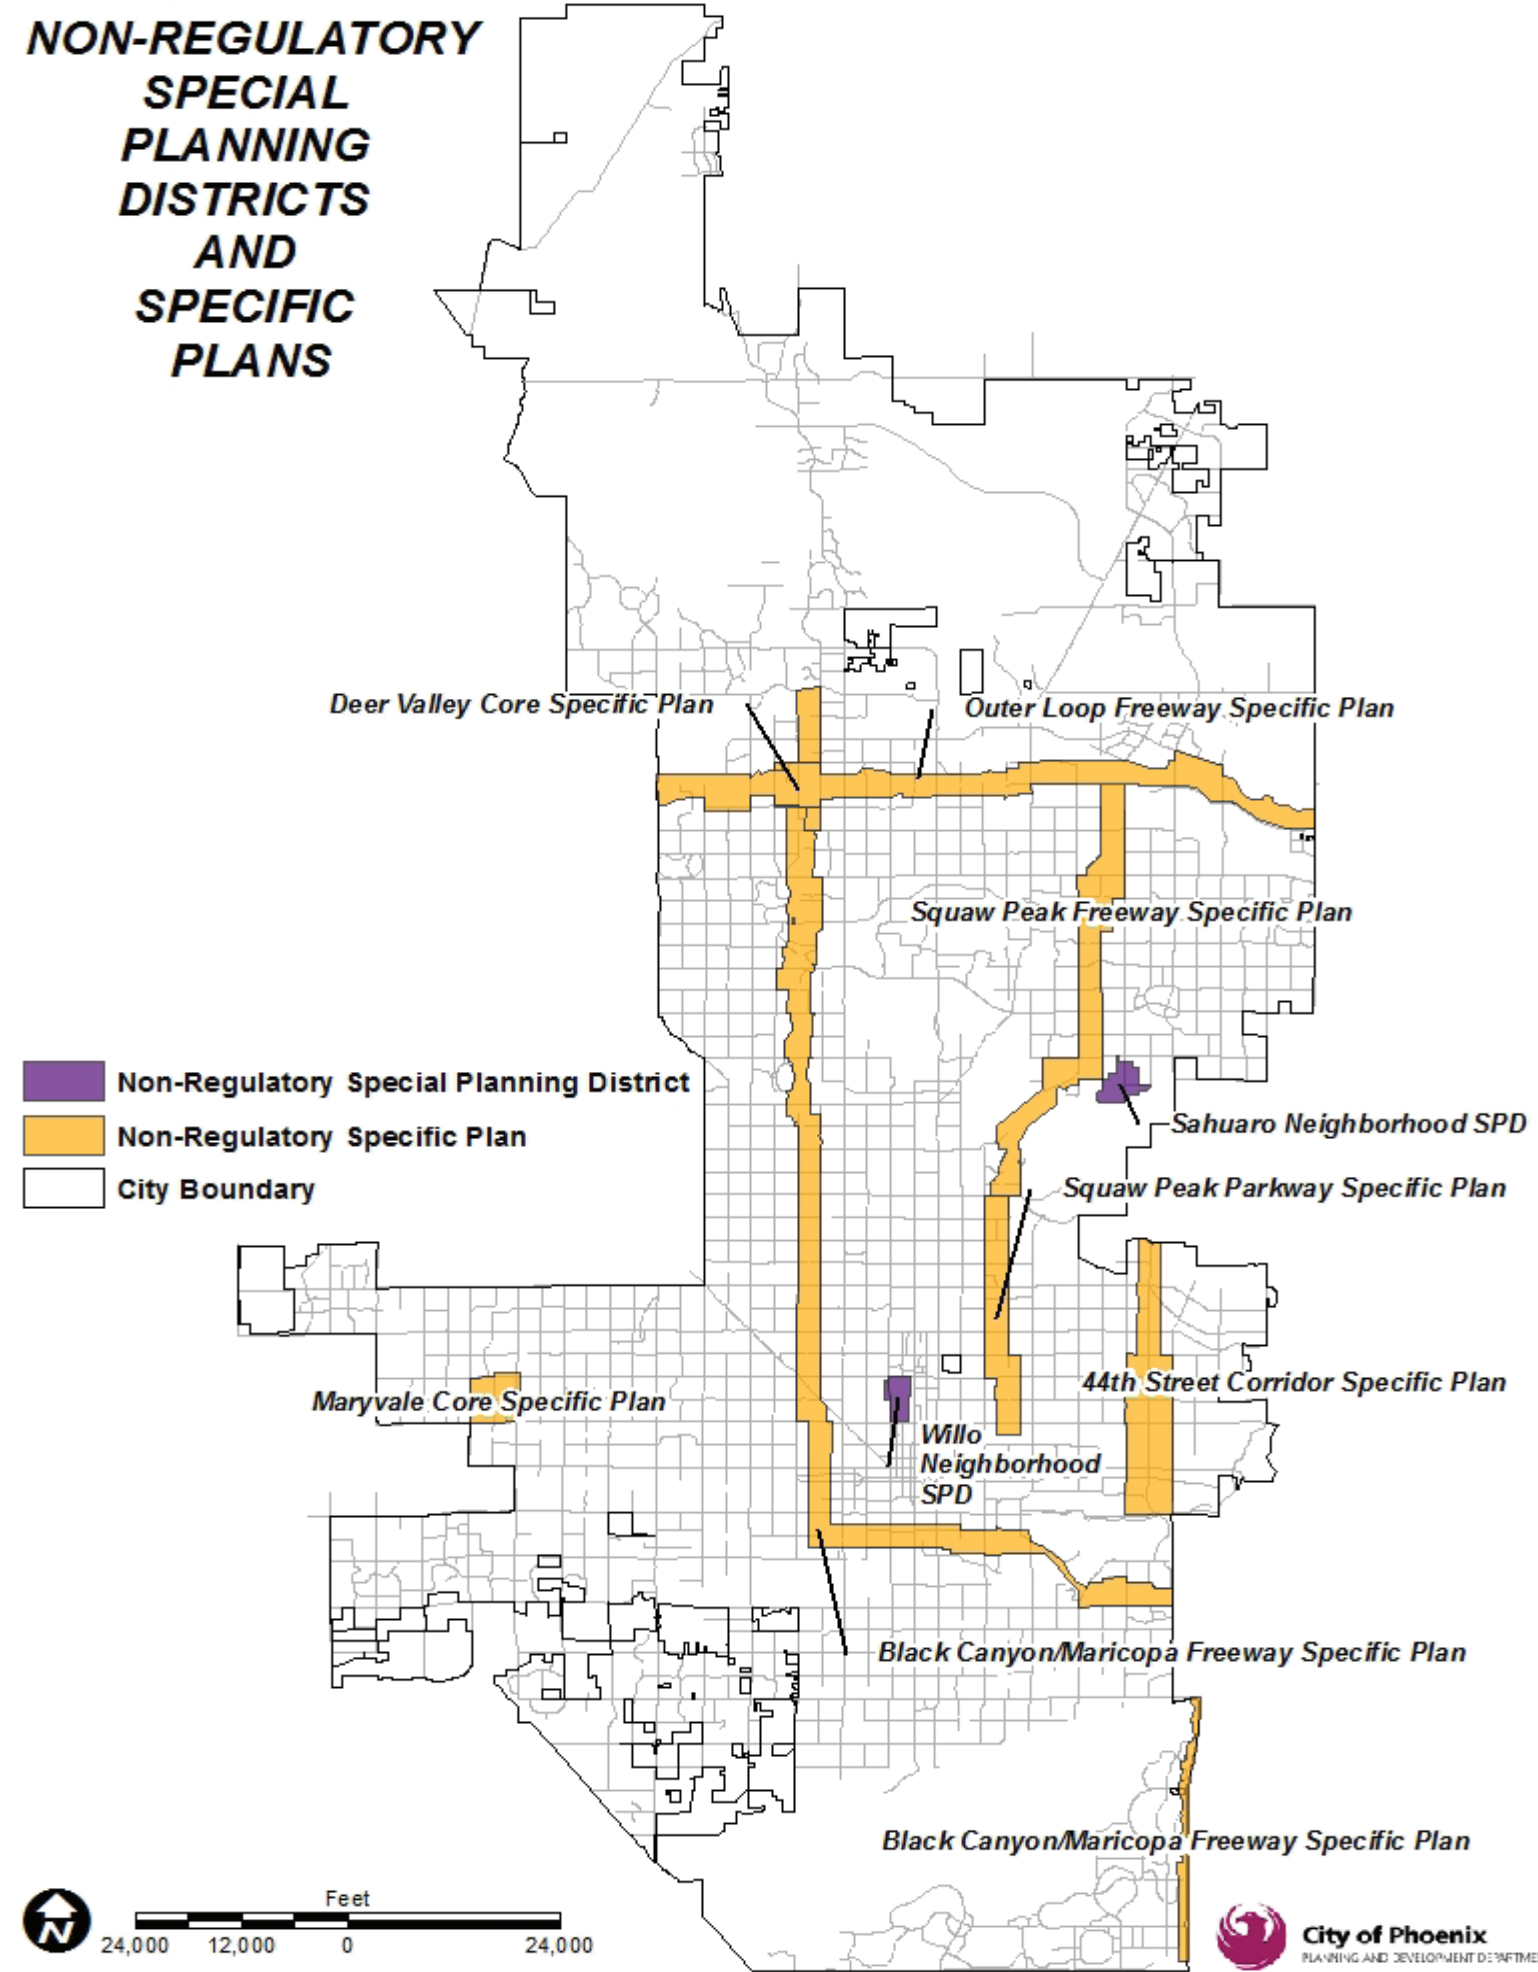 NON-REGULATORY
SPECIAL
PLANNING
DISTRICTS
AND
SPECIFIC
PLANS
Deer Valley Core Specific Plan
Outer Loop Freeway Specific Plan
Squaw Peak Freeway Specific Plan
Non-Regulatory Special Planning District
Non-Regulatory Specific Plan
City Boundary
Sahuaro Neighborhood SPD
Squaw Peak Parkway Specific Plan
44th Street Corridor Specific Plan
Maryvale Core Specific Plan
Willo
Neighborhood
SPD
Black Canyon/Maricopa Freeway Specific Plan
Black Canyon/Maricopa Freeway Specific Plan
N
Feet
24,000 12,000 0 24,000
City of Phoenix
PLANNING AND DEVELOPMENT DEPARTME